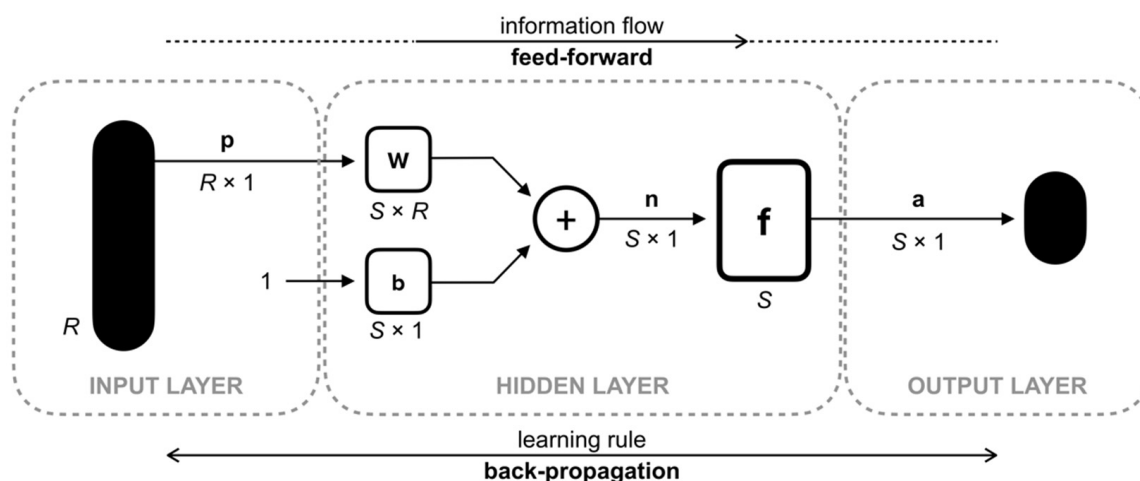 information flow
feed-forward
p
R × 1
W
S × R
+
n
S × 1
f
S
a
S × 1
1
b
S × 1
R
INPUT LAYER
HIDDEN LAYER
OUTPUT LAYER
learning rule
back-propagation